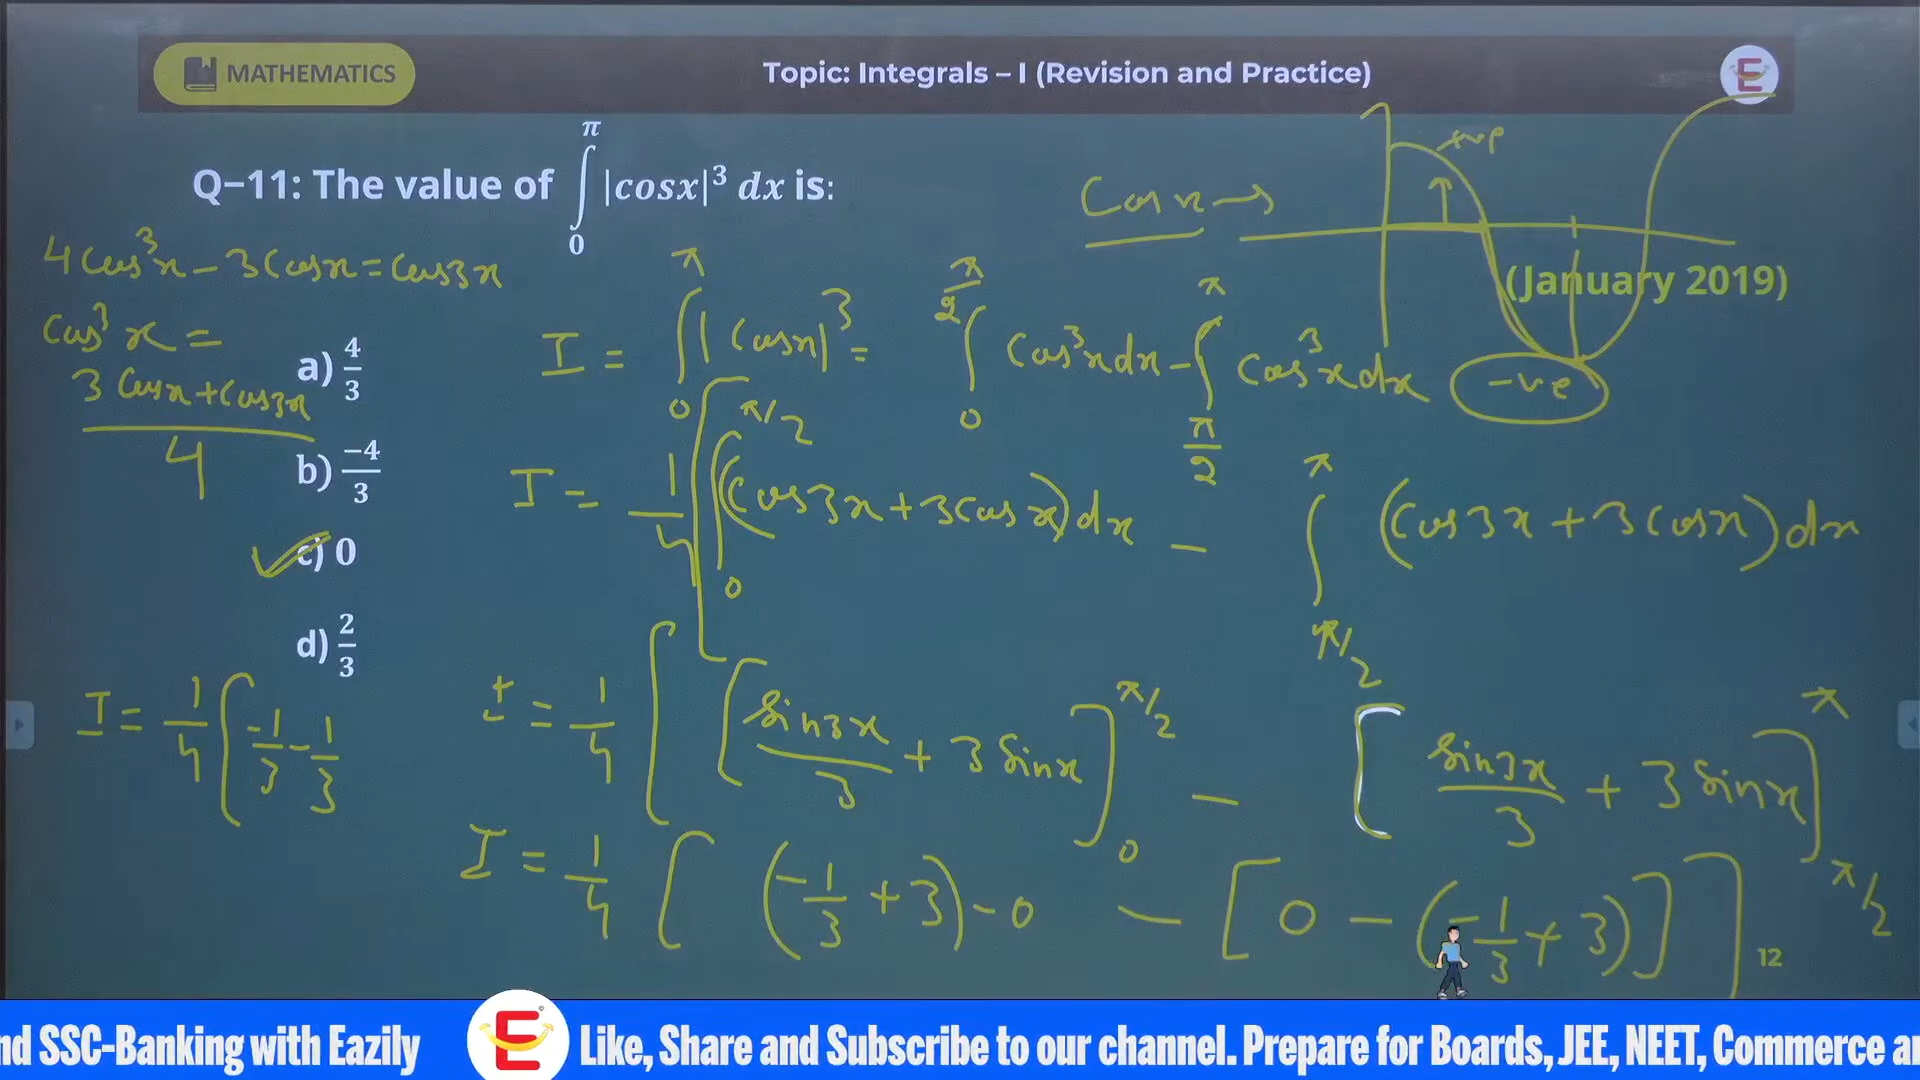 MATHEMATICS
Topic: Integrals – I (Revision and Practice)
E
Q–11: The value of ∫₀^π |cosx|³ dx is:
(January 2019)
a) 4/3
b) −4/3
c) 0
d) 2/3
4cos³x − 3cosx = cos3x
cos³x =
(3cosx + cos3x)/4
Cosx →
+ve
-ve
I = ∫₀^π |cosx|³ = ∫₀^(π/2) cos³x dx − ∫_(π/2)^π cos³x dx
I = 1/4 [ ∫₀^(π/2) (cos3x + 3cosx) dx − ∫_(π/2)^π (cos3x + 3cosx) dx
I = 1/4 [ [sin3x/3 + 3 sinx]₀^(π/2) − [sin3x/3 + 3 sinx]_(π/2)^π
I = 1/4 [ (−1/3 + 3) − 0 − [0 − (−1/3 + 3)] ]
I = 1/4 [ −1/3 − 1/3
12
nd SSC-Banking with Eazily
E
Like, Share and Subscribe to our channel. Prepare for Boards, JEE, NEET, Commerce a